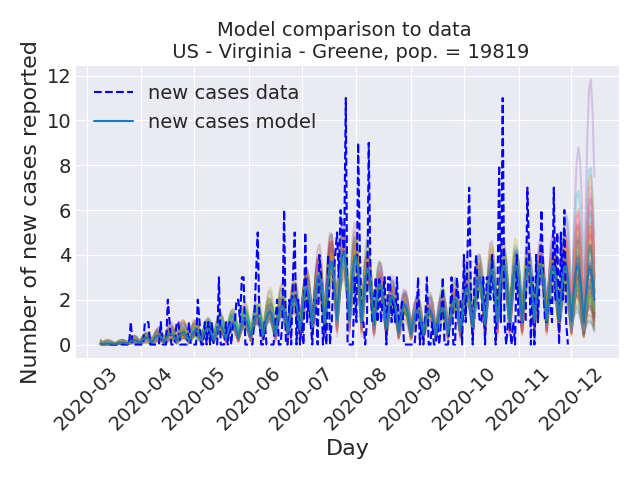 Model comparison to data
US - Virginia - Greene, pop. = 19819
Number of new cases reported
12
10
8
6
4
2
0
new cases data
new cases model
2020-03
2020-04
2020-05
2020-06
2020-07
2020-08
2020-09
2020-10
2020-11
2020-12
Day